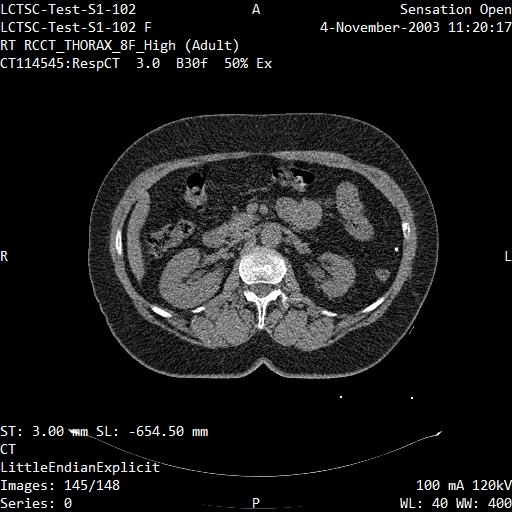 LCTSC-Test-S1-102
A
Sensation Open
LCTSC-Test-S1-102 F
4-November-2003 11:20:17
RT RCCT_THORAX_8F_High (Adult)
CT114545:RespCT 3.0 B30f 50% Ex
R
L
ST: 3.00 mm SL: -654.50 mm
CT
LittleEndianExplicit
Images: 145/148
100 mA 120kV
Series: 0
P
WL: 40 WW: 400